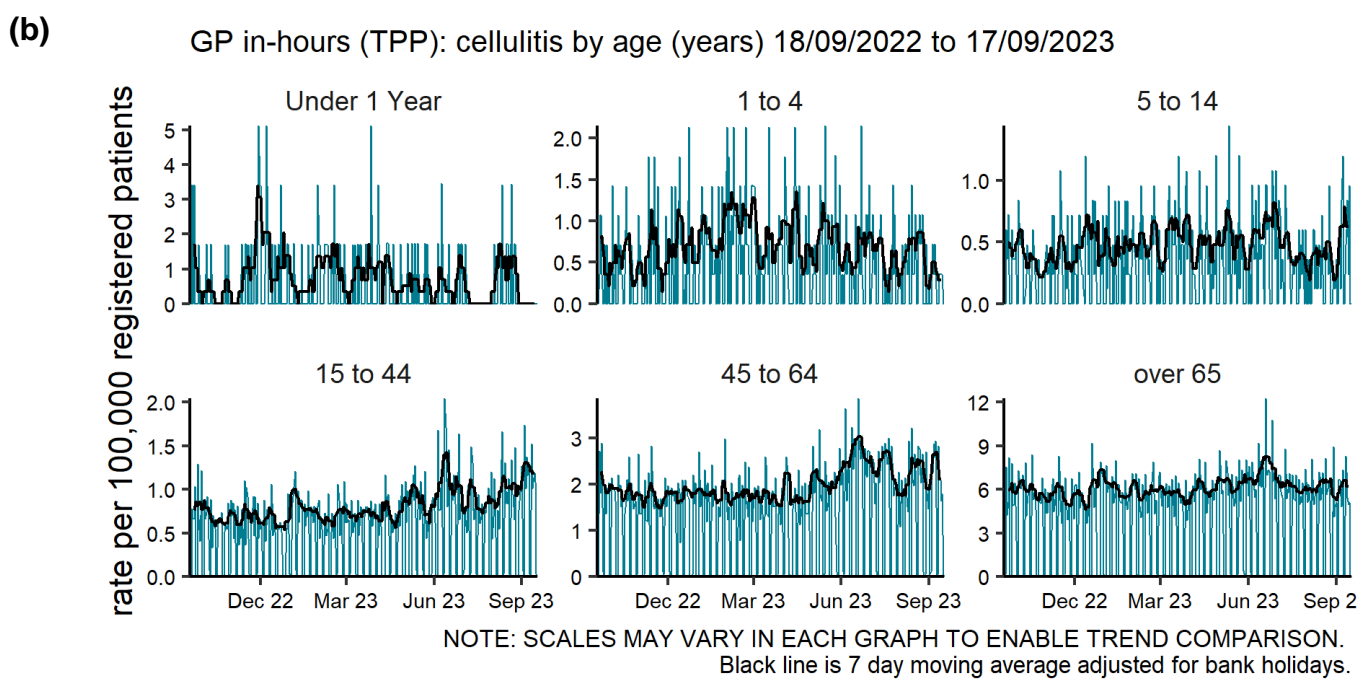 (b)
GP in-hours (TPP): cellulitis by age (years) 18/09/2022 to 17/09/2023
rate per 100,000 registered patients
Under 1 Year
5
4
3
2
1
0
1 to 4
2.0
1.5
1.0
0.5
0.0
5 to 14
1.0
0.5
0.0
15 to 44
2.0
1.5
1.0
0.5
0.0
Dec 22 Mar 23 Jun 23 Sep 23
45 to 64
3
2
1
0
Dec 22 Mar 23 Jun 23 Sep 23
over 65
12
9
6
3
0
Dec 22 Mar 23 Jun 23 Sep 2
NOTE: SCALES MAY VARY IN EACH GRAPH TO ENABLE TREND COMPARISON.
Black line is 7 day moving average adjusted for bank holidays.